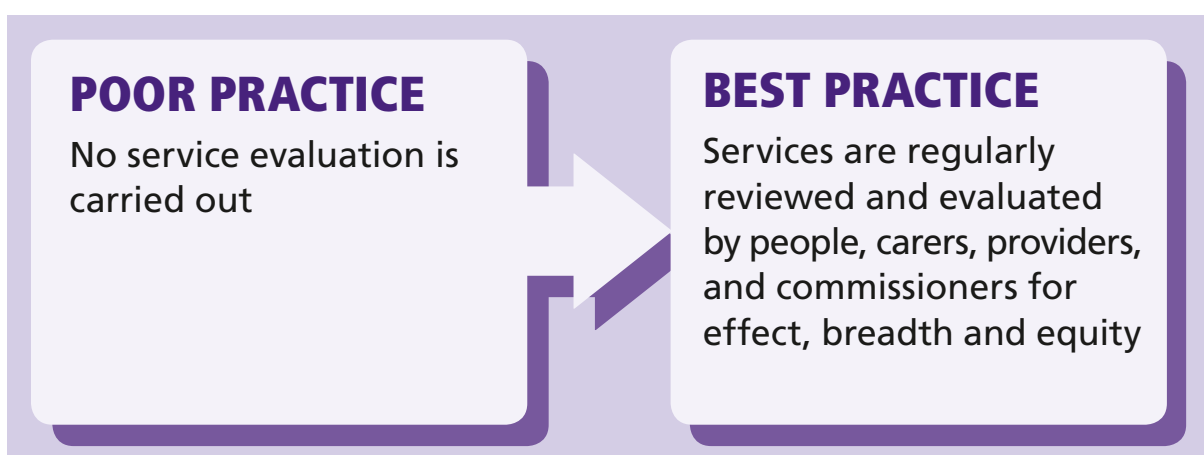 POOR PRACTICE
No service evaluation is
carried out
BEST PRACTICE
Services are regularly
reviewed and evaluated
by people, carers, providers,
and commissioners for
effect, breadth and equity